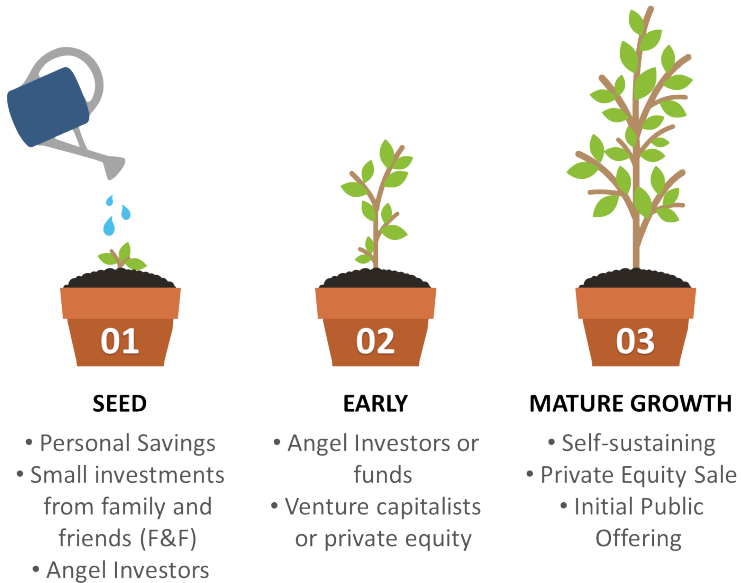 01
SEED
• Personal Savings
• Small investments
from family and
friends (F&F)
• Angel Investors
02
EARLY
• Angel Investors or
funds
• Venture capitalists
or private equity
03
MATURE GROWTH
• Self-sustaining
• Private Equity Sale
• Initial Public
Offering